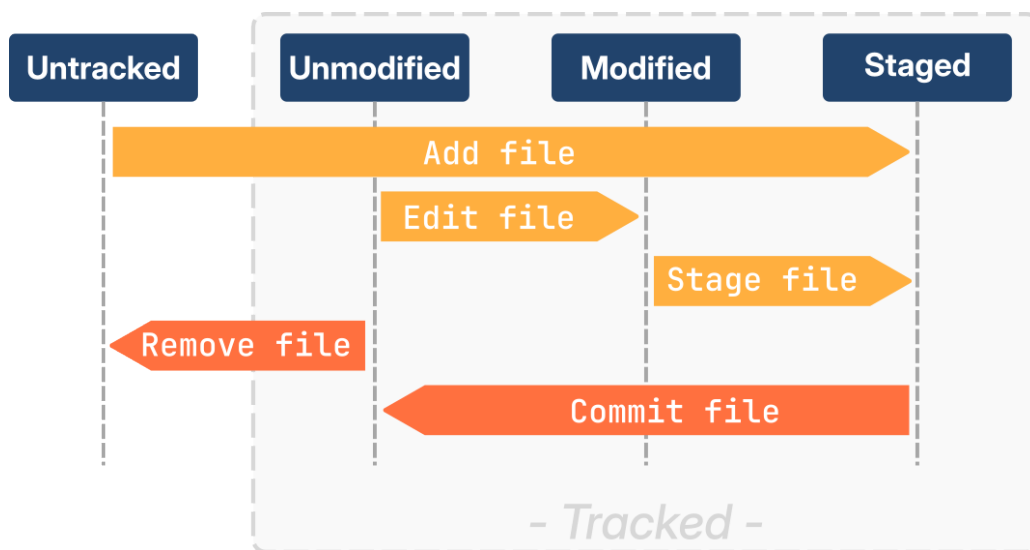 Untracked
Unmodified
Modified
Staged
Add file
Edit file
Stage file
Remove file
Commit file
- Tracked -